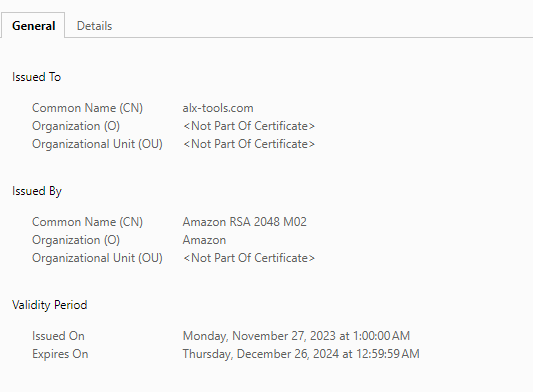 General Details
Issued To
Common Name (CN) alx-tools.com
Organization (O) <Not Part Of Certificate>
Organizational Unit (OU) <Not Part Of Certificate>
Issued By
Common Name (CN) Amazon RSA 2048 M02
Organization (O) Amazon
Organizational Unit (OU) <Not Part Of Certificate>
Validity Period
Issued On Monday, November 27, 2023 at 1:00:00 AM
Expires On Thursday, December 26, 2024 at 12:59:59 AM